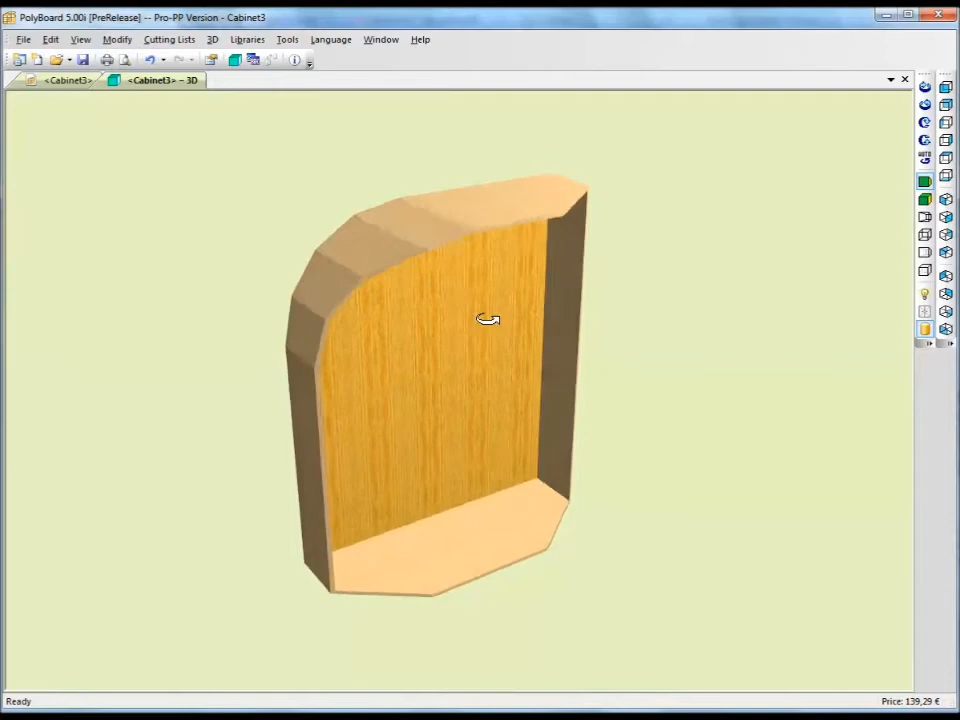 PolyBoard 5.00i [PreRelease] -- Pro-PP Version - Cabinet3
File Edit View Modify Cutting Lists 3D Libraries Tools Language Window Help
<Cabinet3> <Cabinet3> – 3D
AUTO
Ready Price: 139,29 €